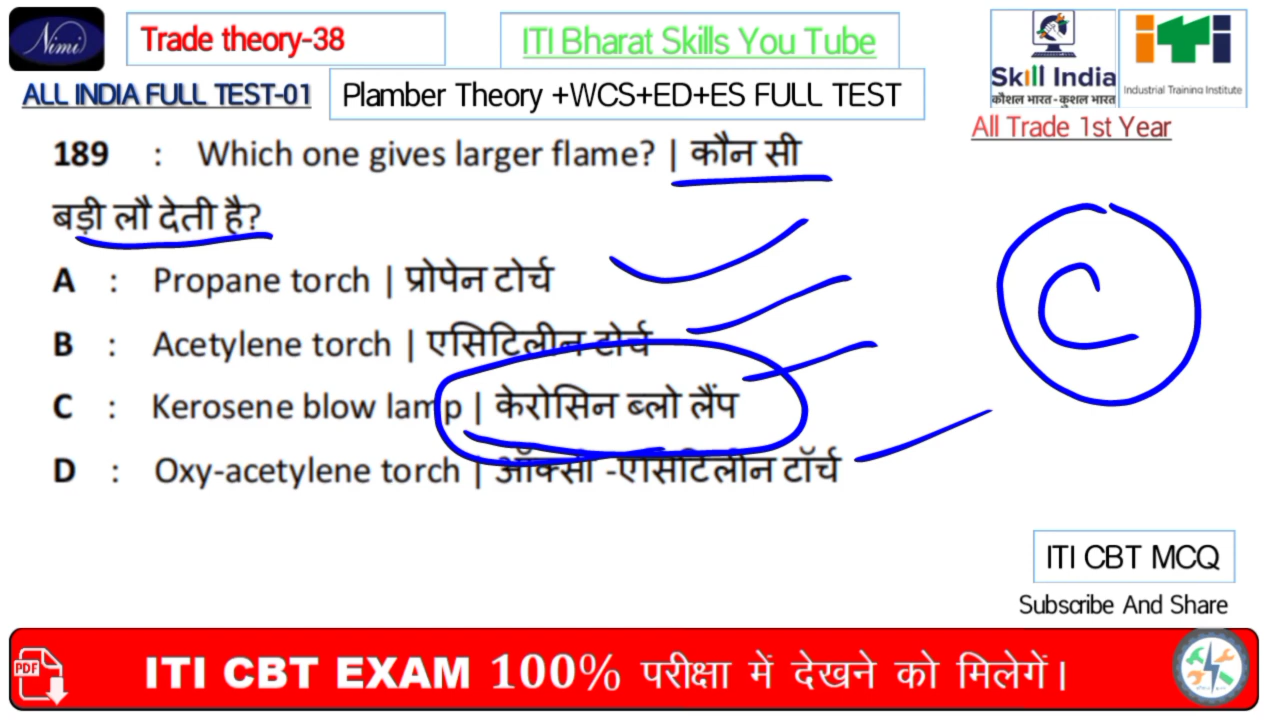 Nimi
Trade theory-38
ITI Bharat Skills You Tube
Skill India
कौशल भारत-कुशल भारत
iTi
Industrial Training Institute
ALL INDIA FULL TEST-01
Plamber Theory +WCS+ED+ES FULL TEST
All Trade 1st Year
189 : Which one gives larger flame? | कौन सी
बड़ी लौ देती है?
A : Propane torch | प्रोपेन टोर्च
B : Acetylene torch | एसिटिलीन टोर्च
C : Kerosene blow lamp | केरोसिन ब्लो लैंप
D : Oxy-acetylene torch | ऑक्सी -एसिटिलीन टॉर्च
C
ITI CBT MCQ
Subscribe And Share
PDF
ITI CBT EXAM 100% परीक्षा में देखने को मिलेगें।